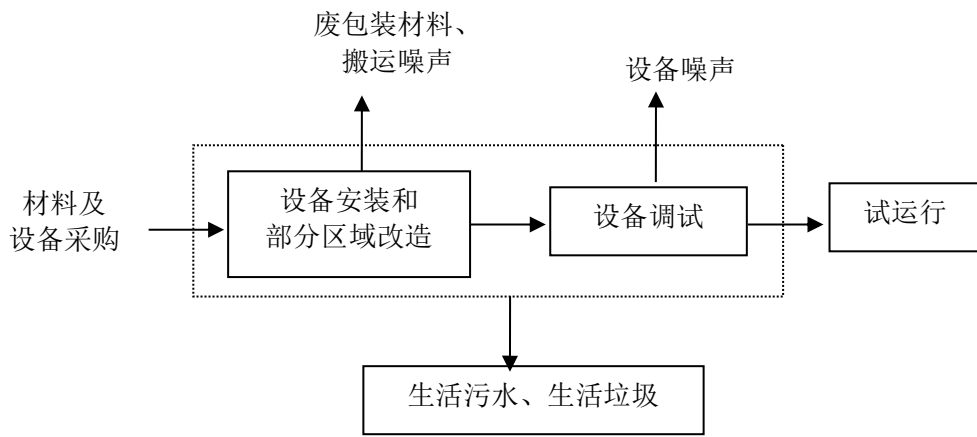 废包装材料、
搬运噪声
设备噪声
材料及
设备采购
设备安装和
部分区域改造
设备调试
试运行
生活污水、生活垃圾